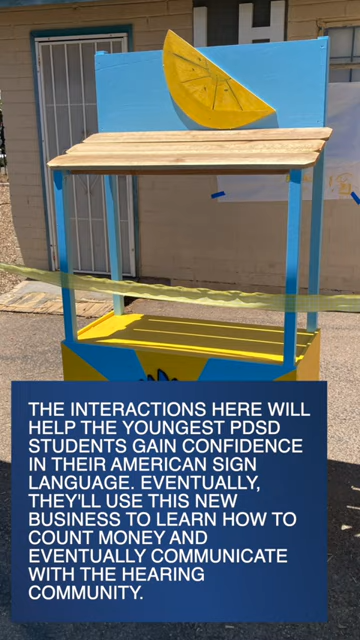 THE INTERACTIONS HERE WILL
HELP THE YOUNGEST PDSD
STUDENTS GAIN CONFIDENCE
IN THEIR AMERICAN SIGN
LANGUAGE. EVENTUALLY,
THEY'LL USE THIS NEW
BUSINESS TO LEARN HOW TO
COUNT MONEY AND
EVENTUALLY COMMUNICATE
WITH THE HEARING
COMMUNITY.